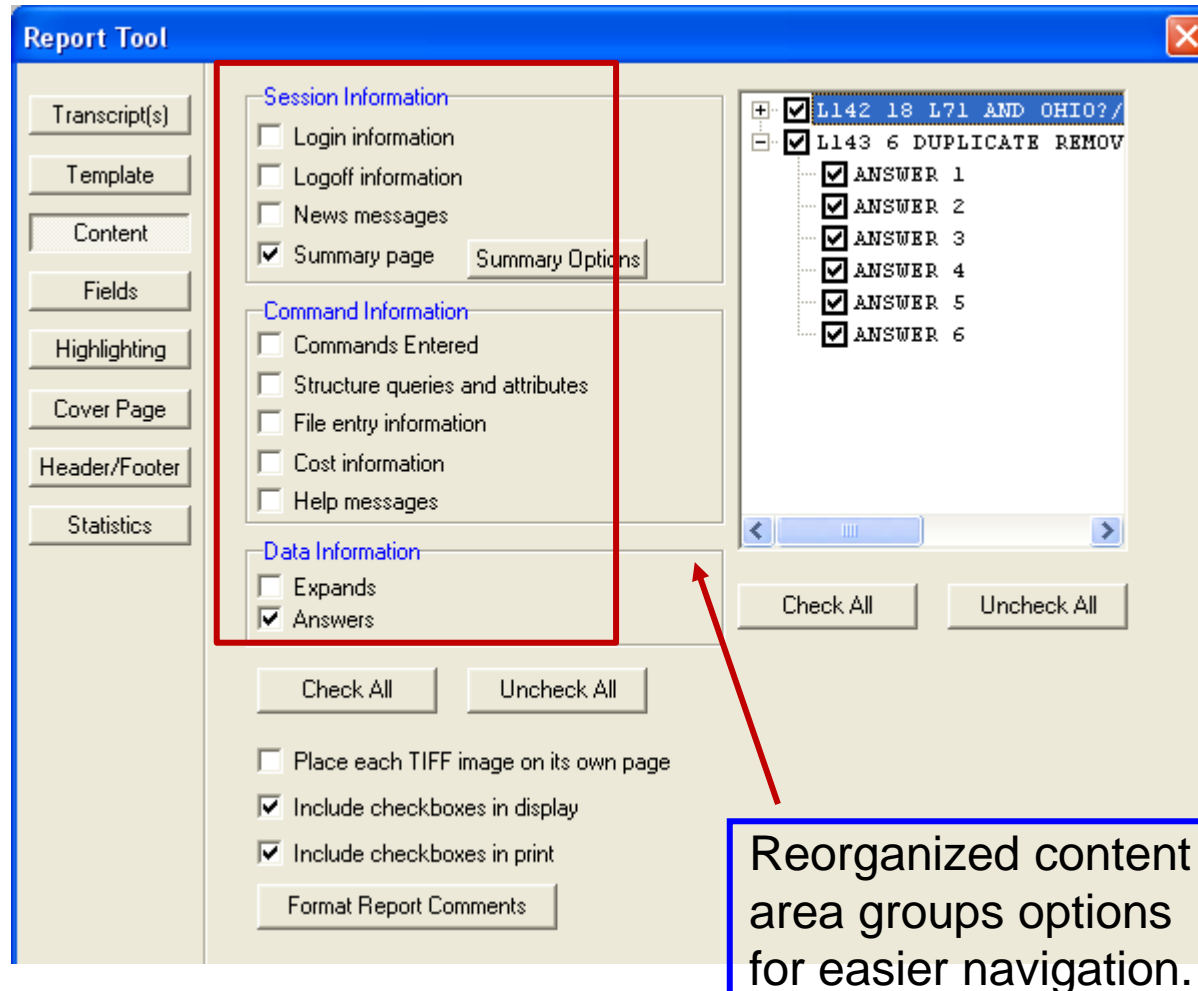 Report Tool
Transcript(s)
Template
Content
Fields
Highlighting
Cover Page
Header/Footer
Statistics
Session Information
Login information
Logoff information
News messages
Summary page
Summary Options
Command Information
Commands Entered
Structure queries and attributes
File entry information
Cost information
Help messages
Data Information
Expands
Answers
Check All
Uncheck All
Place each TIFF image on its own page
Include checkboxes in display
Include checkboxes in print
Format Report Comments
L142 18 L71 AND OHIO?/
L143 6 DUPLICATE REMOV
ANSWER 1
ANSWER 2
ANSWER 3
ANSWER 4
ANSWER 5
ANSWER 6
Check All
Uncheck All
Reorganized content
area groups options
for easier navigation.